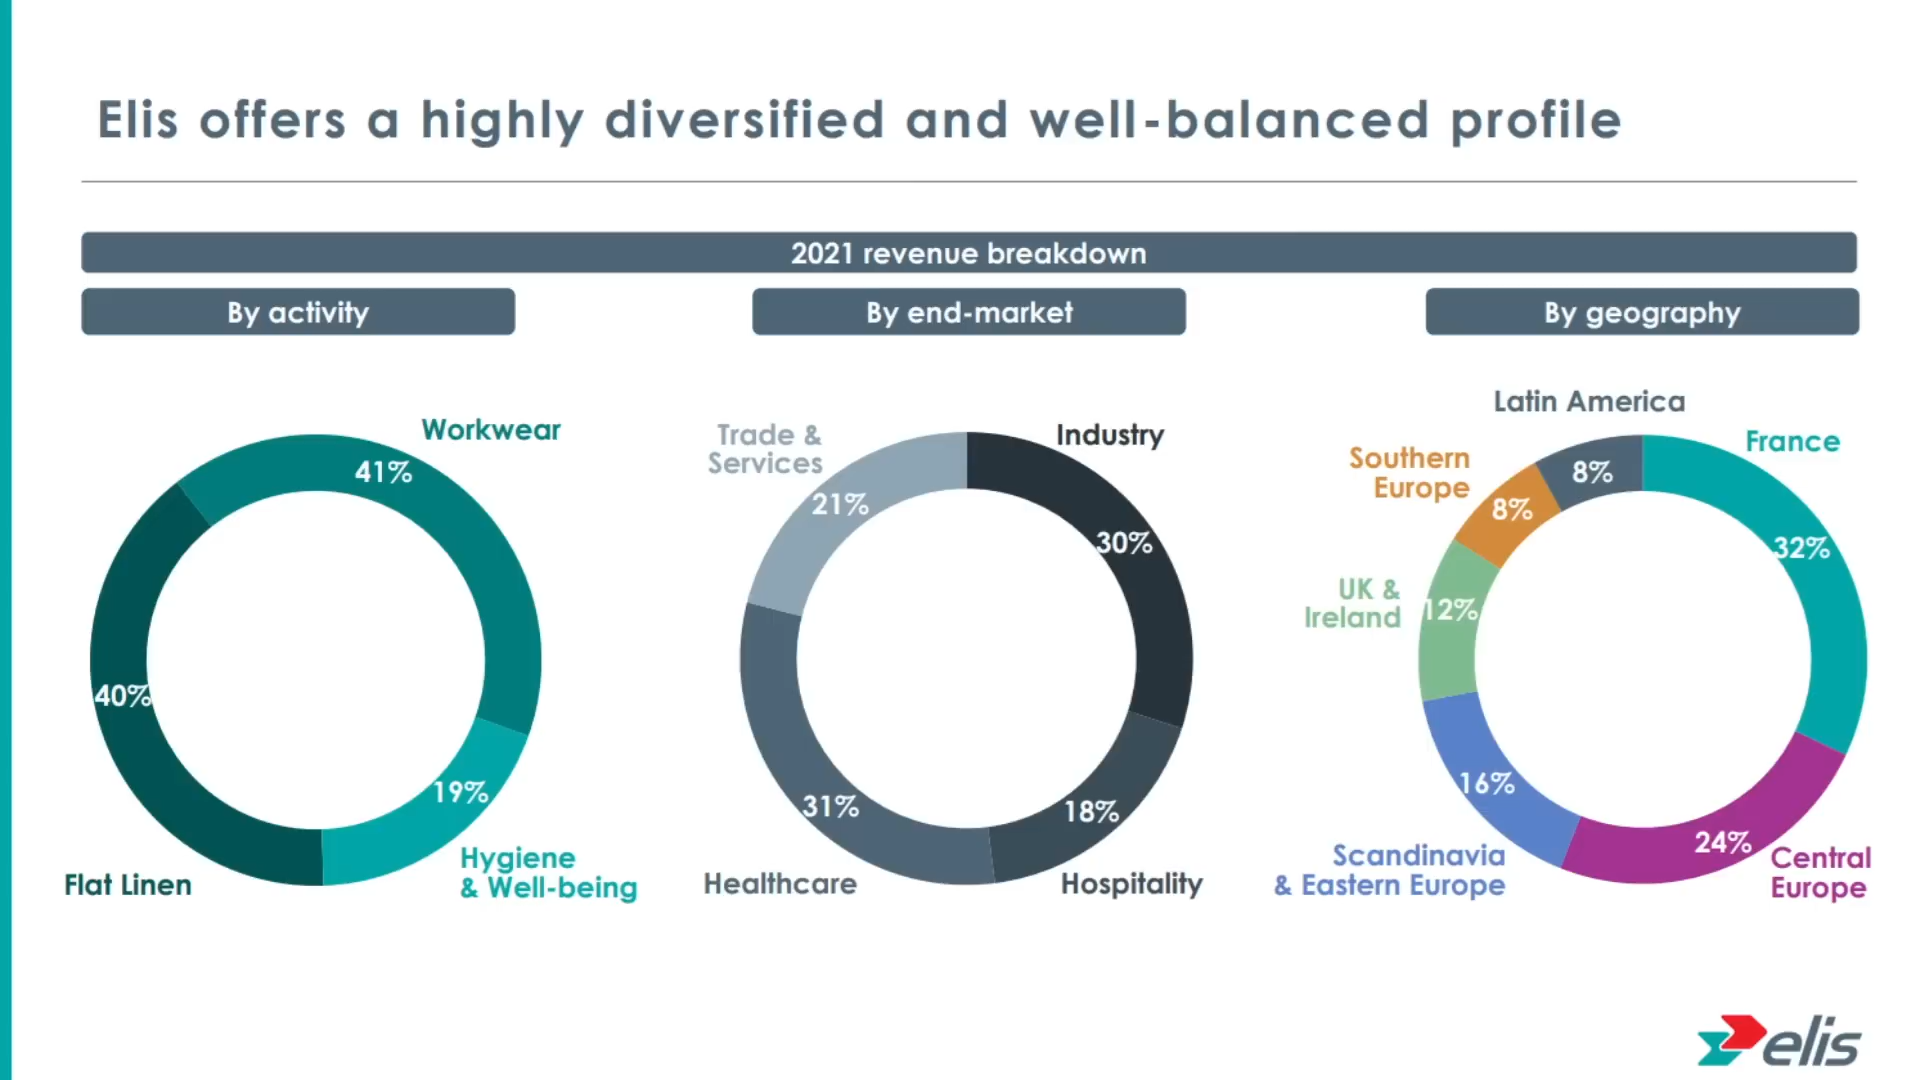 Elis offers a highly diversified and well-balanced profile
2021 revenue breakdown
By activity
By end-market
By geography
Workwear
41%
40%
19%
Flat Linen
Hygiene
& Well-being
Trade &
Services
21%
Industry
30%
31%
18%
Healthcare
Hospitality
Latin America
8%
France
32%
Southern
Europe
8%
UK &
Ireland
12%
16%
Scandinavia
& Eastern Europe
24%
Central
Europe
elis